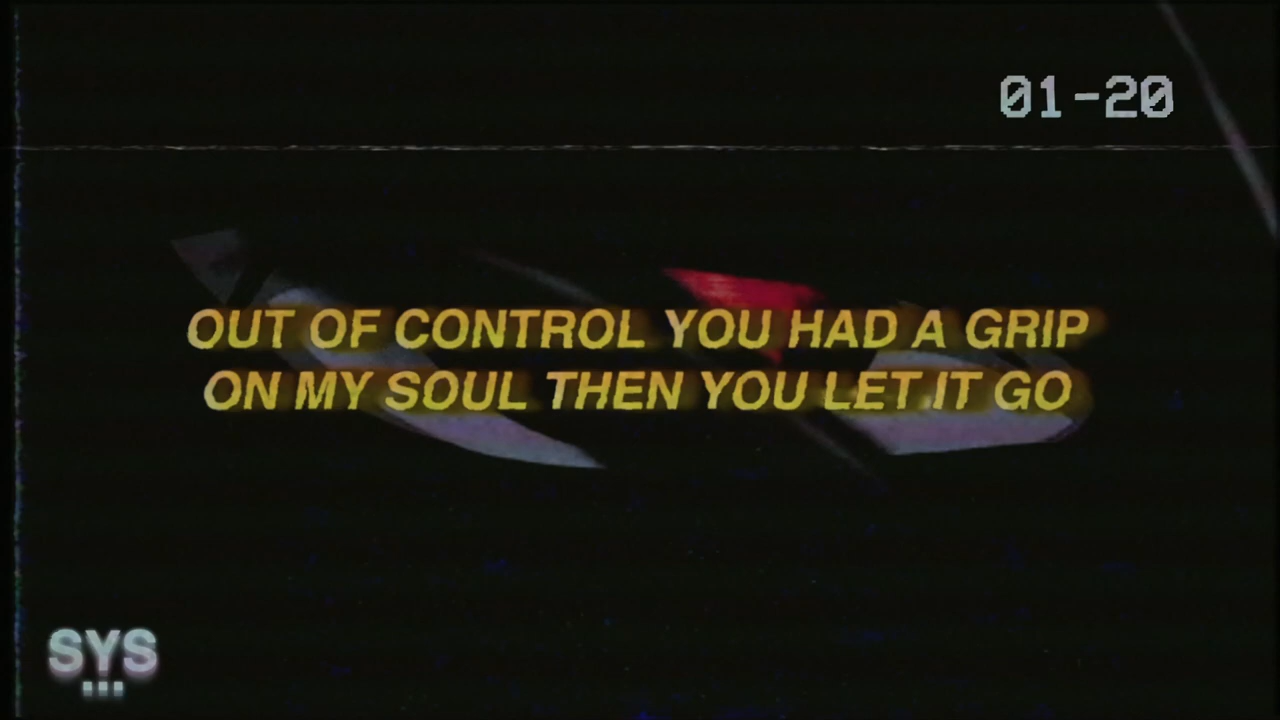 01-20
OUT OF CONTROL YOU HAD A GRIP
ON MY SOUL THEN YOU LET IT GO
SYS